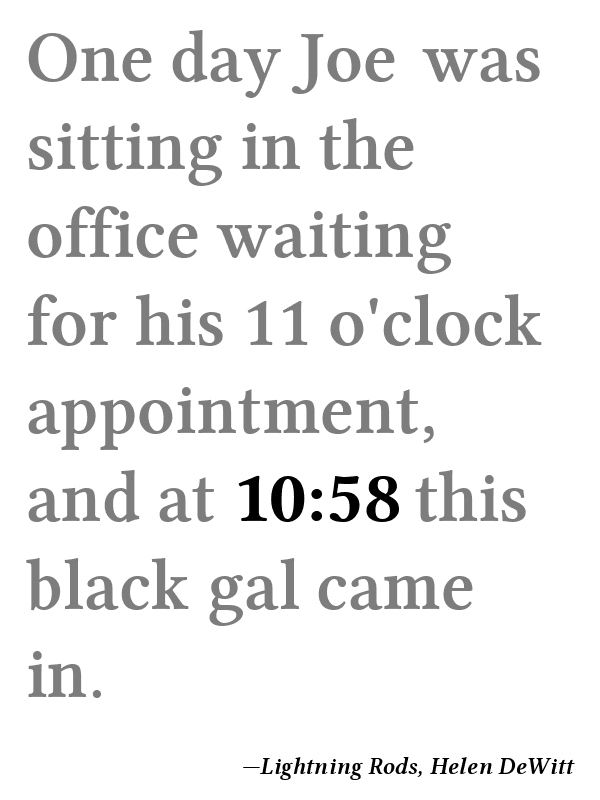 One day Joe was
sitting in the
office waiting
for his 11 o'clock
appointment,
and at 10:58 this
black gal came
in.
—Lightning Rods, Helen DeWitt